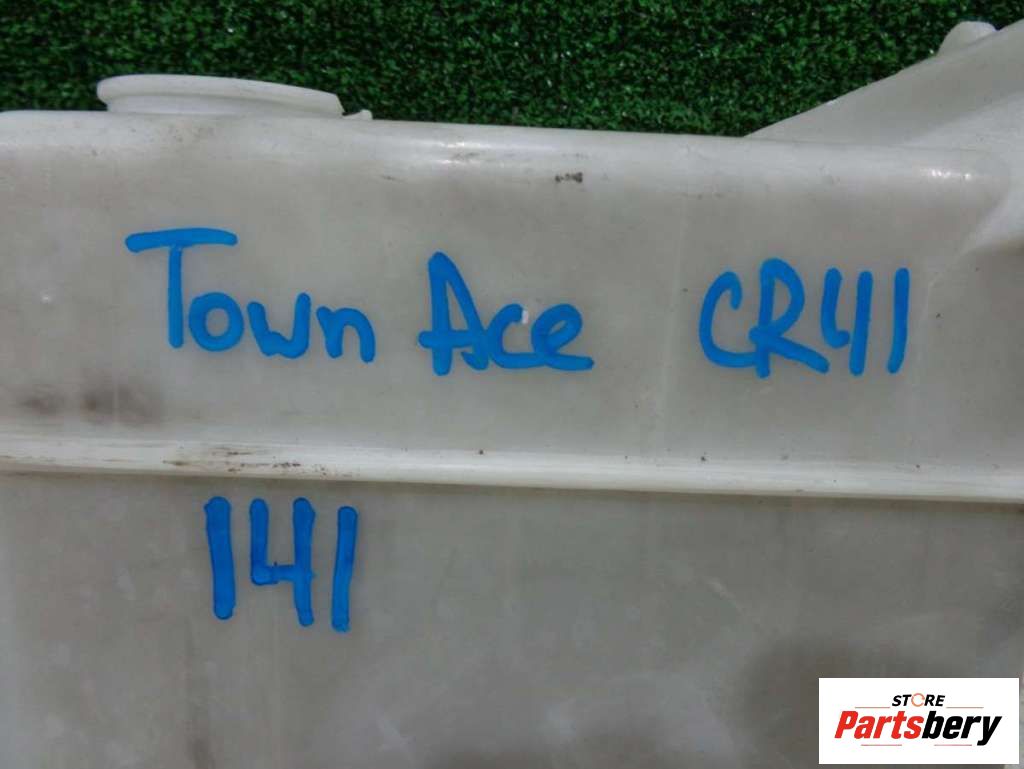 Town Ace CR41
141
STORE
Partsbery